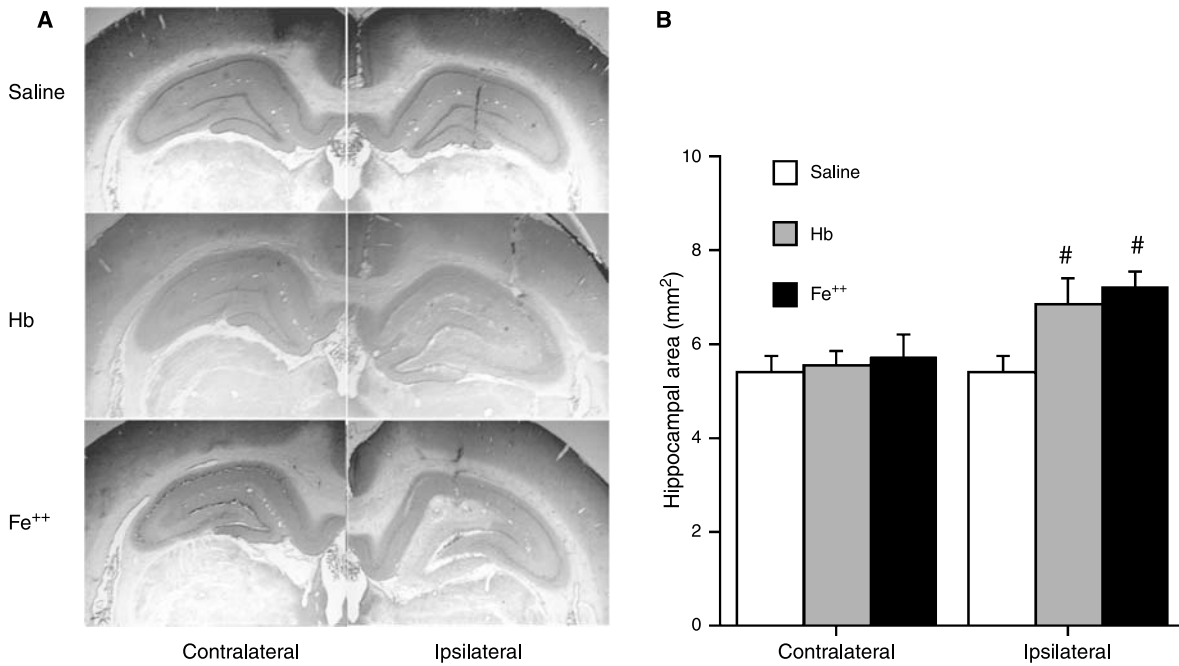 A
Saline
Hb
Fe++
Contralateral
Ipsilateral
B
Hippocampal area (mm²)
10
8
6
4
2
0
Saline
Hb
Fe++
#
#
Contralateral
Ipsilateral